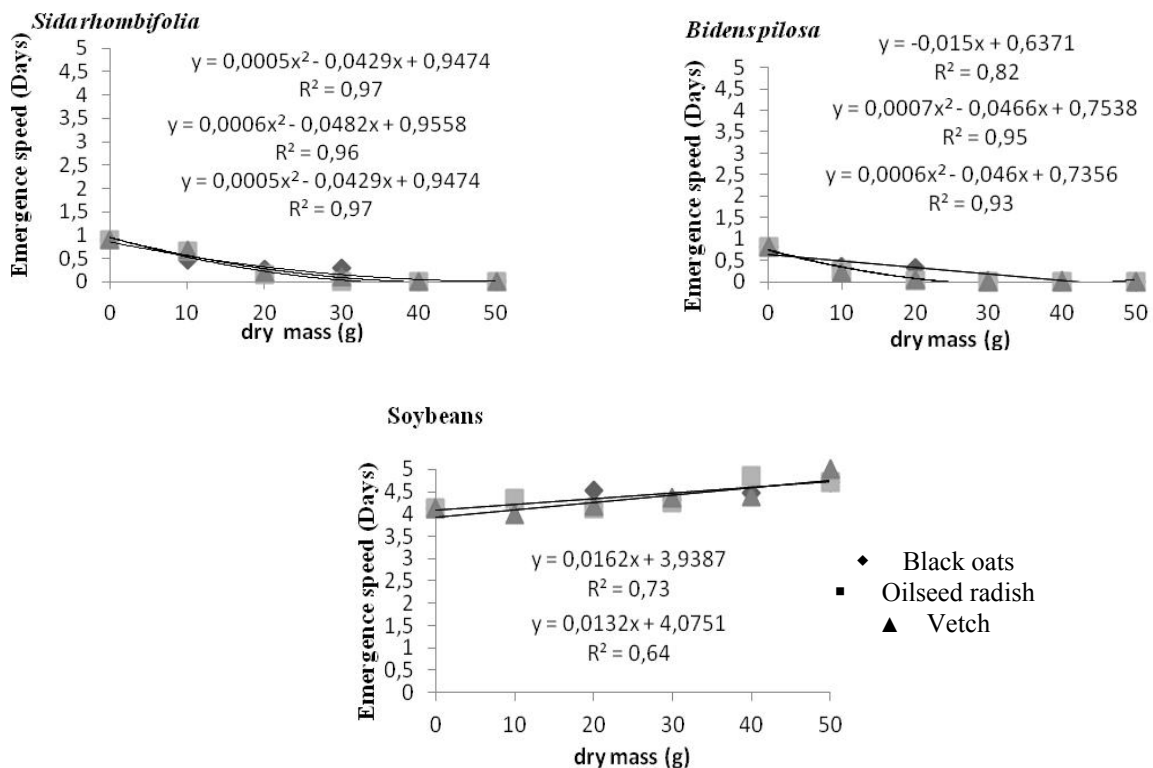 Sidarhombifolia
Emergence speed (Days)
5
4,5
4
3,5
3
2,5
2
1,5
1
0,5
0
y = 0,0005x² - 0,0429x + 0,9474
R² = 0,97
y = 0,0006x² - 0,0482x + 0,9558
R² = 0,96
y = 0,0005x² - 0,0429x + 0,9474
R² = 0,97
0 10 20 30 40 50
dry mass (g)
Bidenspilosa
Emergence speed (Days)
5
4,5
4
3,5
3
2,5
2
1,5
1
0,5
0
y = -0,015x + 0,6371
R² = 0,82
y = 0,0007x² - 0,0466x + 0,7538
R² = 0,95
y = 0,0006x² - 0,046x + 0,7356
R² = 0,93
0 10 20 30 40 50
dry mass (g)
Soybeans
Emergence speed (Days)
5
4,5
4
3,5
3
2,5
2
1,5
1
0,5
0
y = 0,0162x + 3,9387
R² = 0,73
y = 0,0132x + 4,0751
R² = 0,64
0 10 20 30 40 50
dry mass (g)
Black oats
Oilseed radish
Vetch